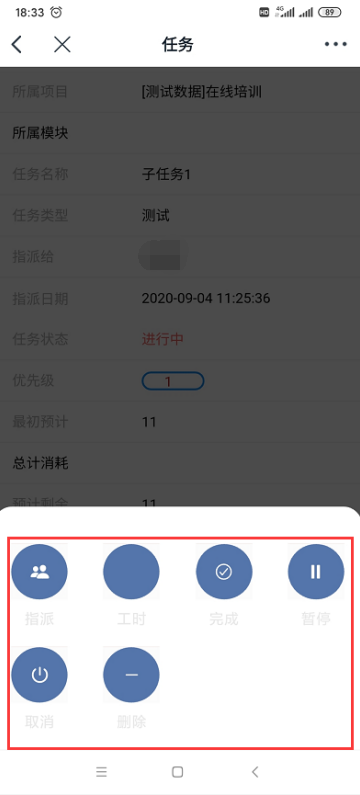 18:33 HD 4G 89
任务
所属项目 [测试数据]在线培训
所属模块
任务名称 子任务1
任务类型 测试
指派给
指派日期 2020-09-04 11:25:36
任务状态 进行中
优先级 1
最初预计 11
总计消耗
预计剩余 11
指派 工时 完成 暂停
取消 删除